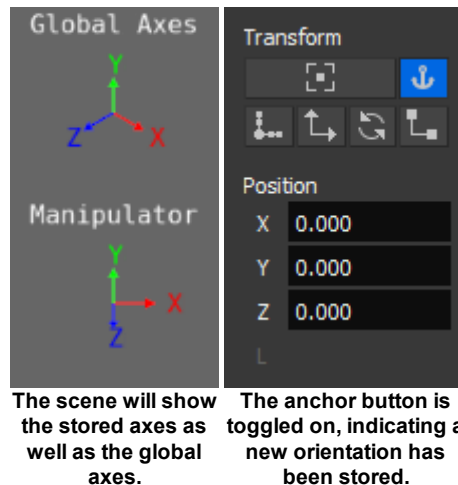 Global Axes
Y
Z
X
Manipulator
Y
X
Z
The scene will show
the stored axes as
well as the global
axes.
Transform
Position
X 0.000
Y 0.000
Z 0.000
L
The anchor button is
toggled on, indicating a
new orientation has
been stored.